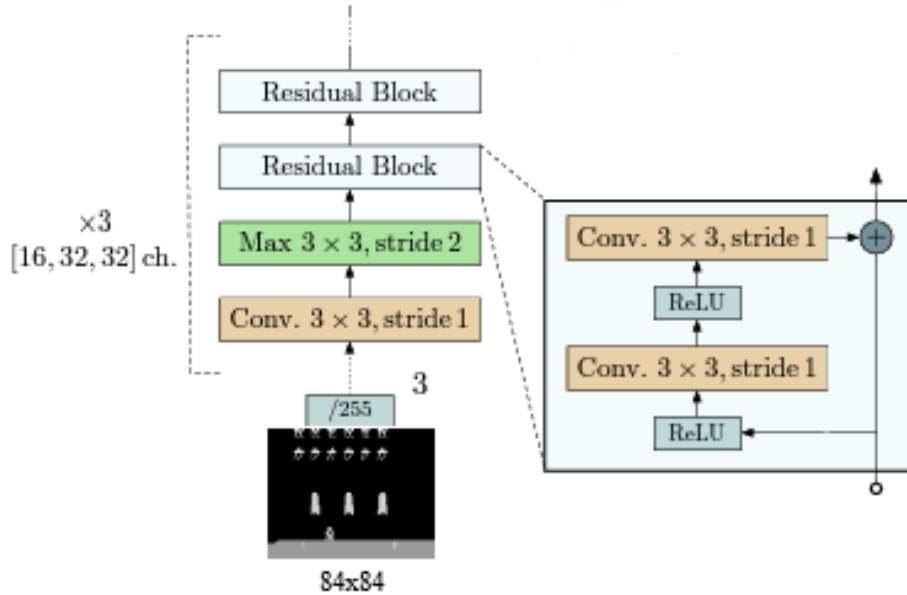 Residual Block
Residual Block
×3
[16, 32, 32] ch.
Max 3 × 3, stride 2
Conv. 3 × 3, stride 1
3
/255
84x84
Conv. 3 × 3, stride 1
+
ReLU
Conv. 3 × 3, stride 1
ReLU